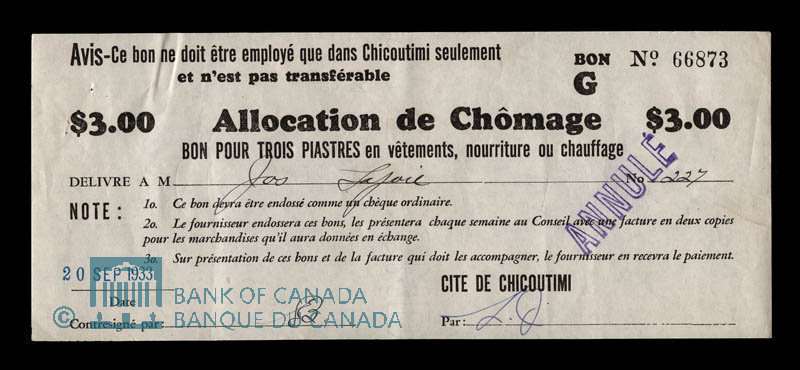 Avis-Ce bon ne doit être employé que dans Chicoutimi seulement
et n'est pas transférable
BON G
Nº 66873
$3.00 Allocation de Chômage $3.00
BON POUR TROIS PIASTRES en vêtements, nourriture ou chauffage
DELIVRE A M Jos Lajoie No 227
ANNULÉ
NOTE : 1o. Ce bon devra être endossé comme un chèque ordinaire.
2o. Le fournisseur endossera ces bons, les présentera chaque semaine au Conseil avec une facture en deux copies
pour les marchandises qu'il aura données en échange.
3o. Sur présentation de ces bons et de la facture qui doit les accompagner, le fournisseur en recevra le paiement.
20 SEP 1933
Date
CITE DE CHICOUTIMI
Contresigné par :
Par :
© BANK OF CANADA
BANQUE DU CANADA